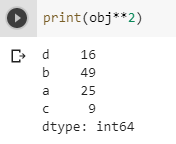 print(obj**2)
d    16
b    49
a    25
c     9
dtype: int64